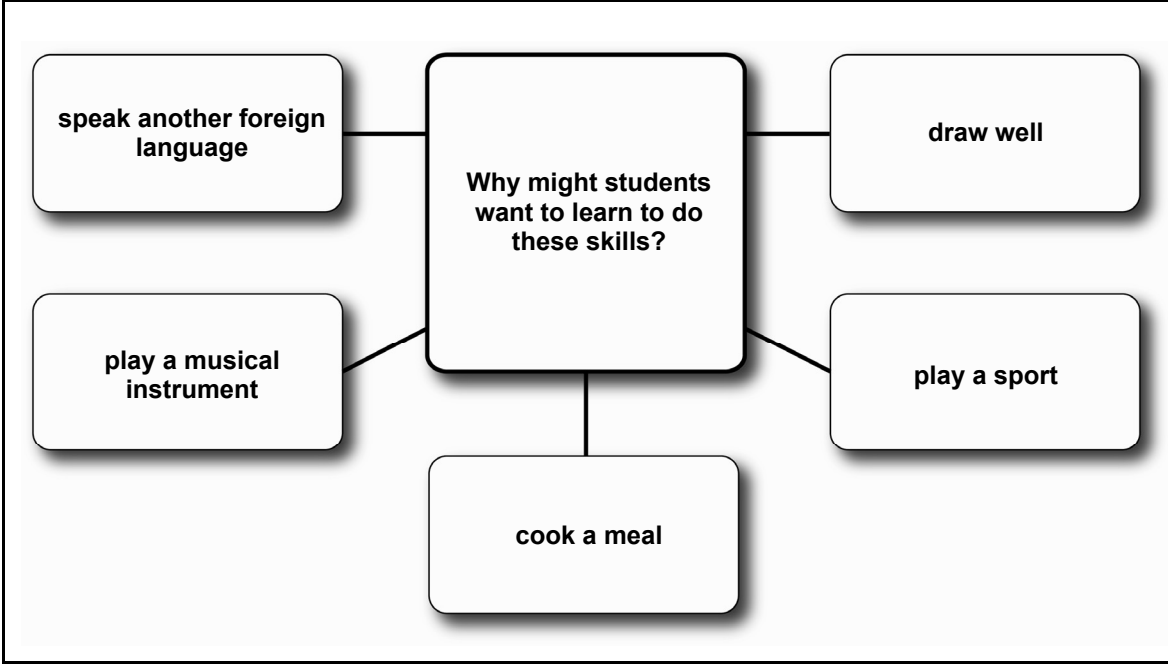 speak another foreign
language
Why might students
want to learn to do
these skills?
draw well
play a musical
instrument
play a sport
cook a meal